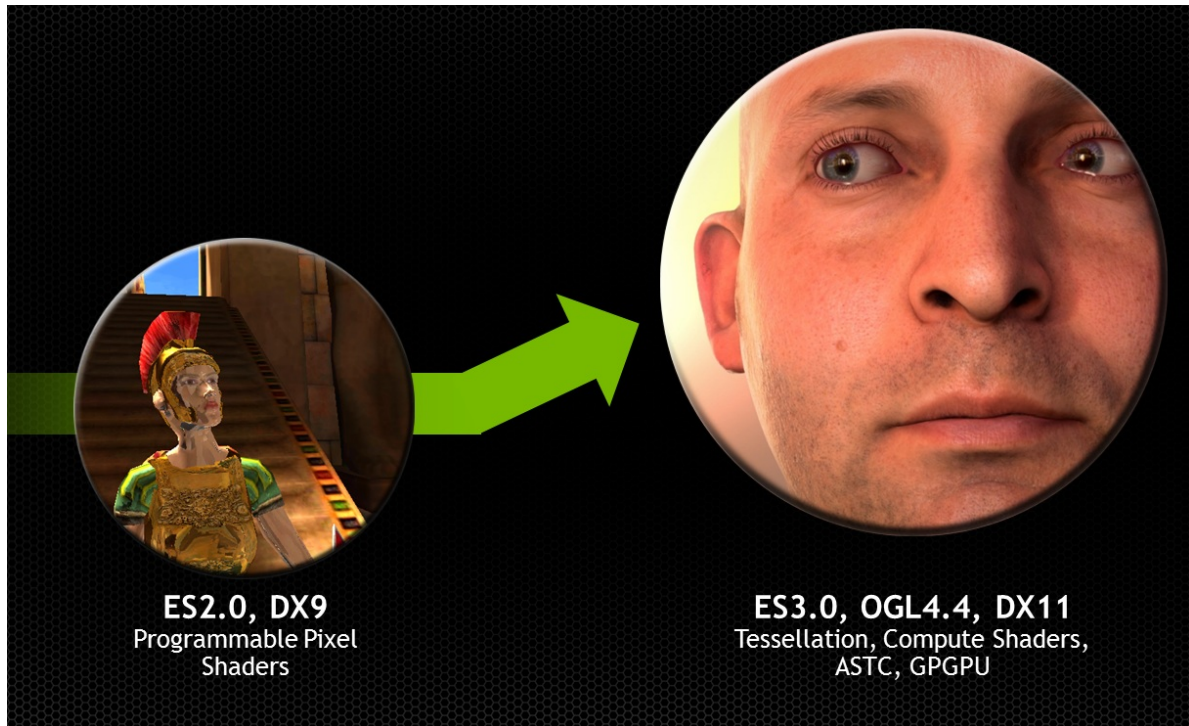 ES2.0, DX9
Programmable Pixel
Shaders
ES3.0, OGL4.4, DX11
Tessellation, Compute Shaders,
ASTC, GPGPU